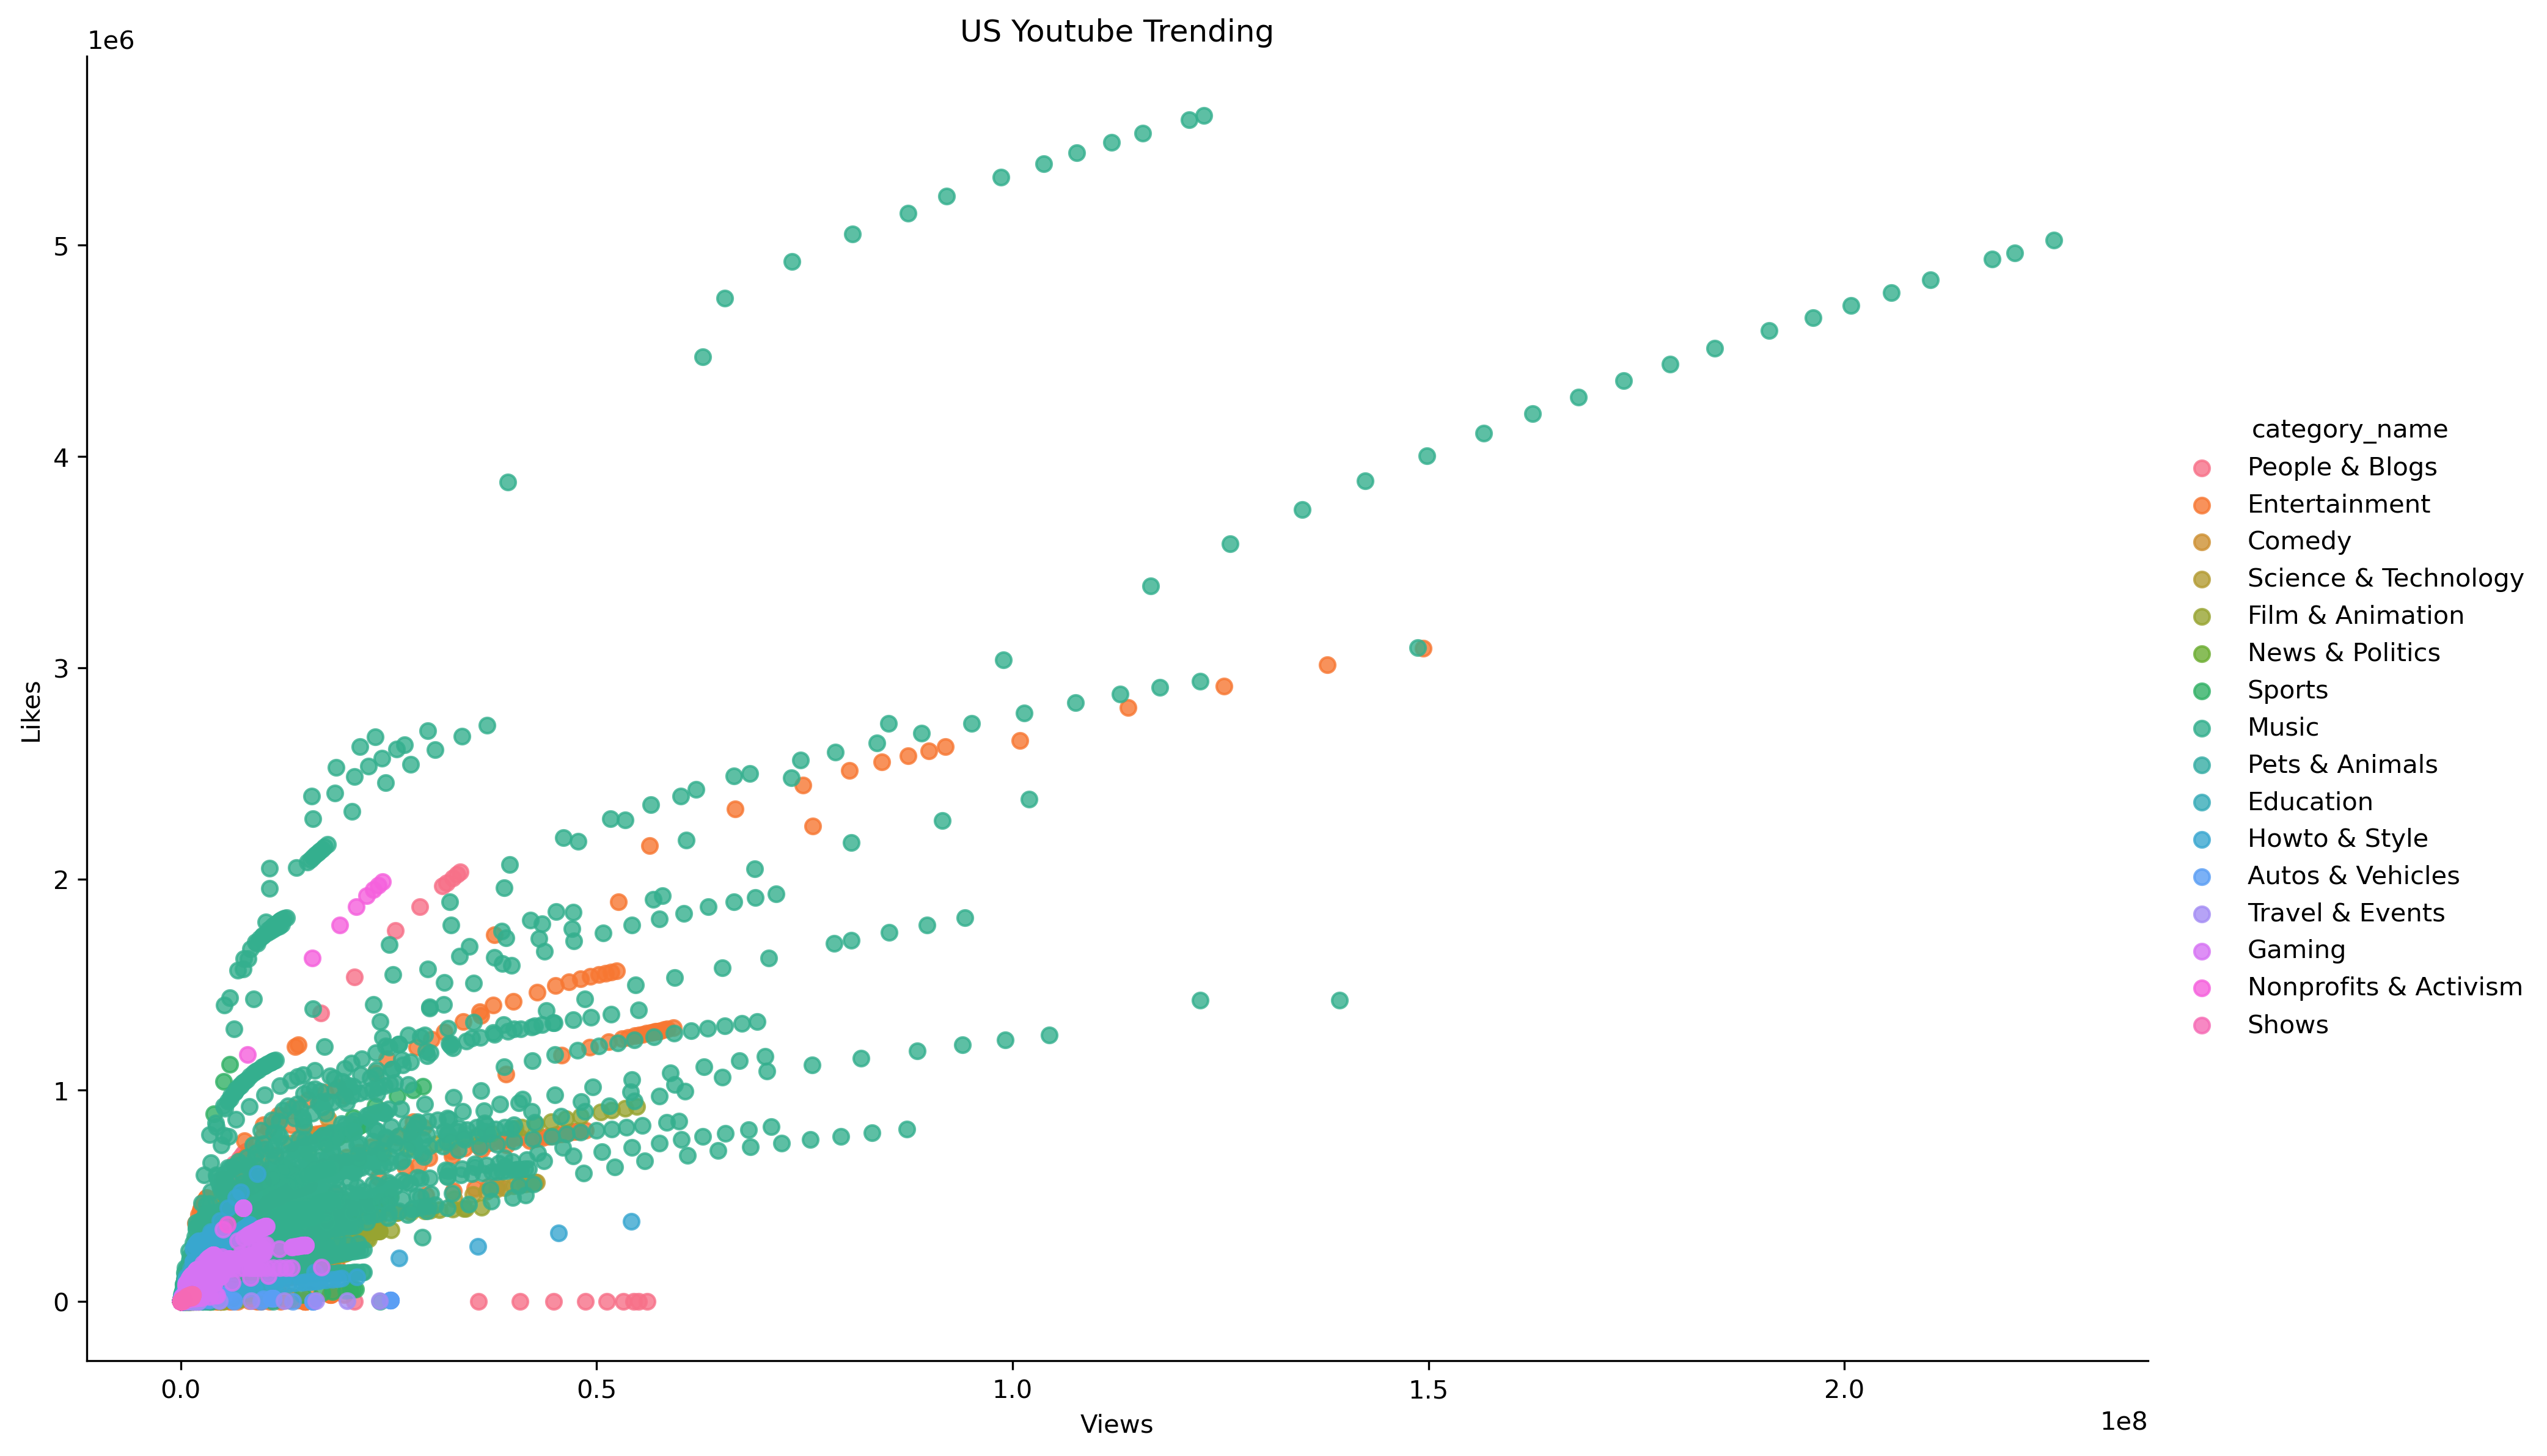 US Youtube Trending
1e6
5
4
3
2
1
0
Likes
0.0 0.5 1.0 1.5 2.0
Views
1e8
category_name
People & Blogs
Entertainment
Comedy
Science & Technology
Film & Animation
News & Politics
Sports
Music
Pets & Animals
Education
Howto & Style
Autos & Vehicles
Travel & Events
Gaming
Nonprofits & Activism
Shows